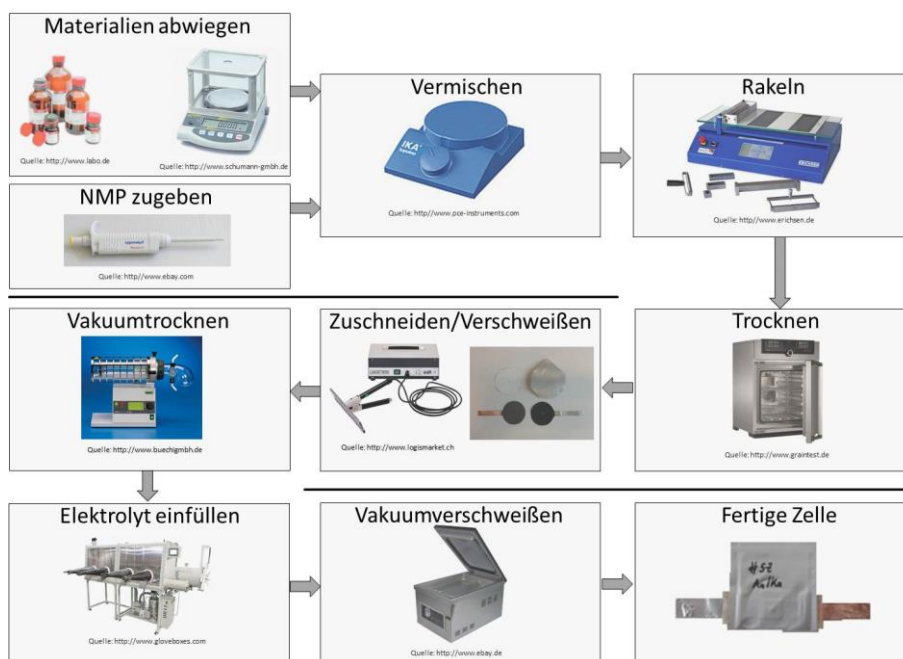 Materialien abwiegen
Quelle: http://www.labo.de
Quelle: http://www.schumann-gmbh.de
NMP zugeben
Quelle: http//www.ebay.com
Vermischen
IKA
Quelle: http//www.pce-instruments.com
Rakeln
Quelle: http//www.erichsen.de
Vakuumtrocknen
Quelle: http://www.buechigmbh.de
Zuschneiden/Verschweißen
Quelle: http://www.logismarket.ch
Trocknen
Quelle: http://www.graintest.de
Elektrolyt einfüllen
Quelle: http://www.gloveboxes.com
Vakuumverschweißen
Quelle: http://www.ebay.de
Fertige Zelle